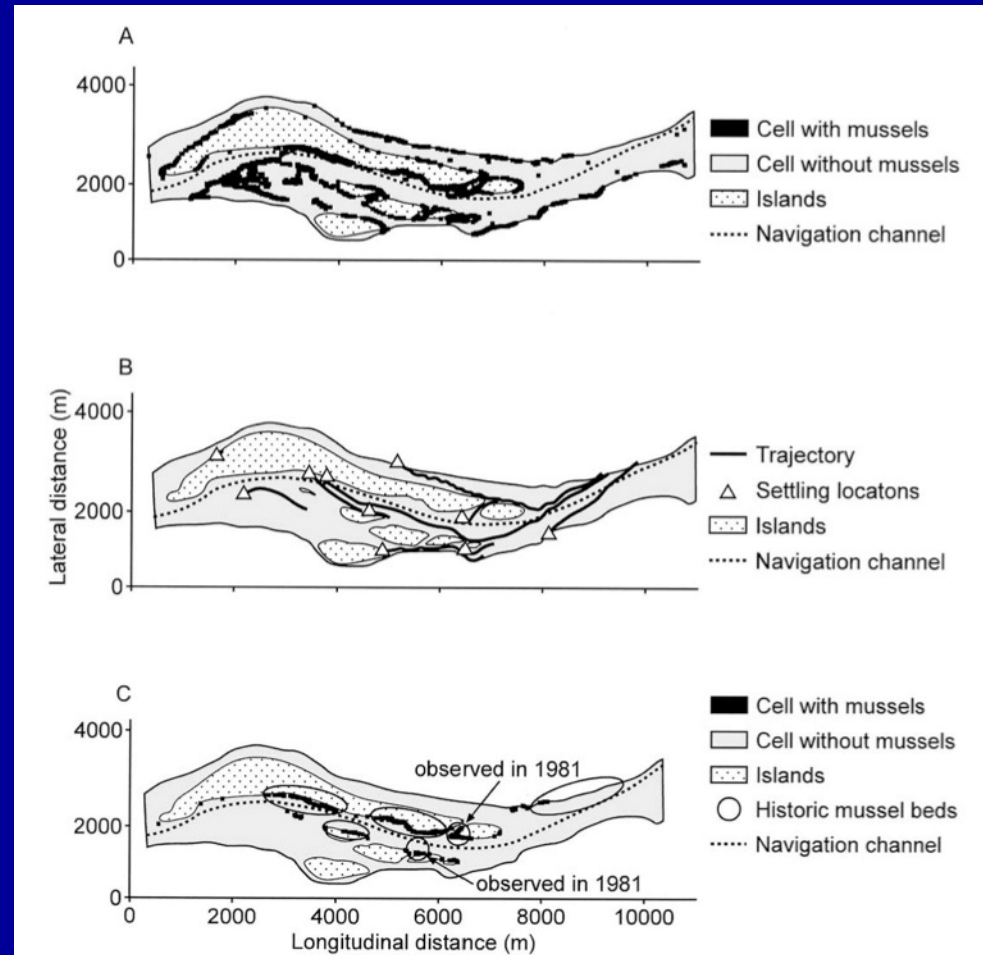 A
4000
2000
0
Cell with mussels
Cell without mussels
Islands
Navigation channel
B
Lateral distance (m)
4000
2000
0
Trajectory
Settling locatons
Islands
Navigation channel
C
4000
2000
0
observed in 1981
observed in 1981
Cell with mussels
Cell without mussels
Islands
Historic mussel beds
Navigation channel
0 2000 4000 6000 8000 10000
Longitudinal distance (m)